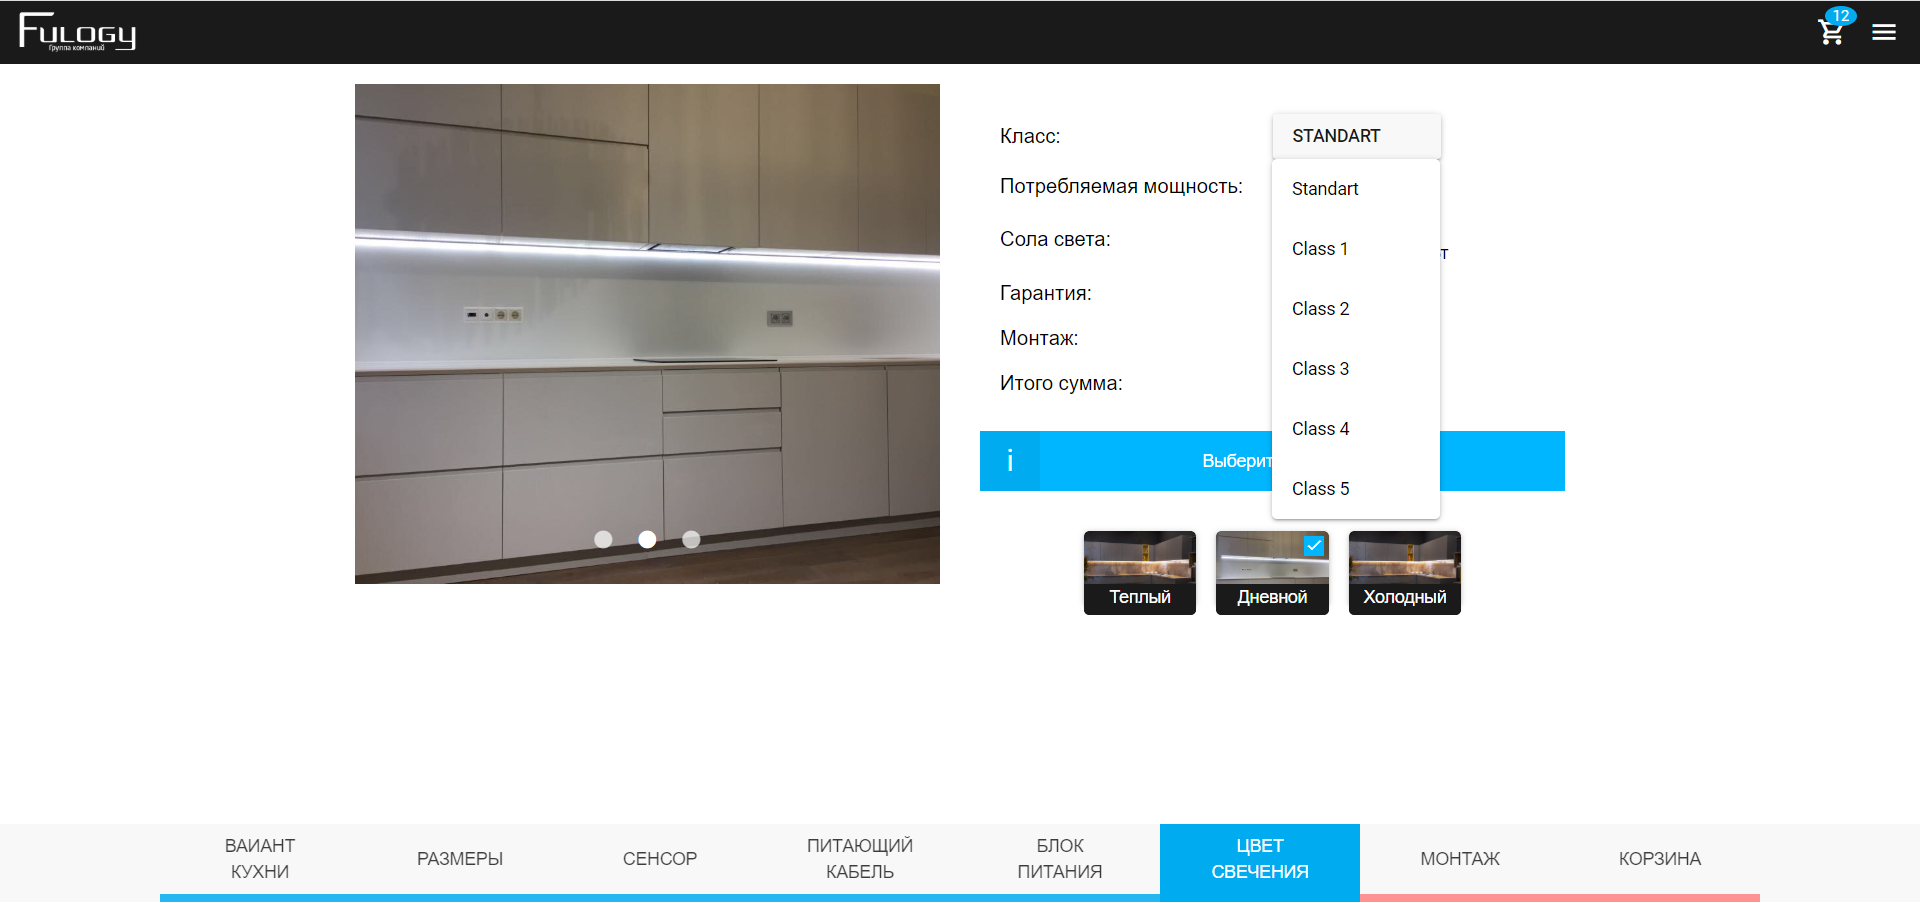 Fulogy
Группа компаний
12
Класс:
STANDART
Потребляемая мощность:
Standart
Сола света:
Class 1
Гарантия:
Class 2
Монтаж:
Class 3
Итого сумма:
Class 4
i
Выберит
Class 5
Теплый
Дневной
Холодный
ВАИАНТ
КУХНИ
РАЗМЕРЫ
СЕНСОР
ПИТАЮЩИЙ
КАБЕЛЬ
БЛОК
ПИТАНИЯ
ЦВЕТ
СВЕЧЕНИЯ
МОНТАЖ
КОРЗИНА